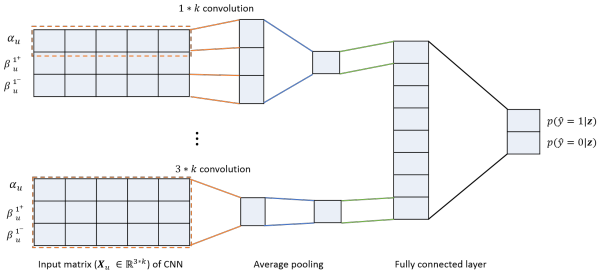 1 ∗ k convolution
α_u
β_u^{1^+}
β_u^{1^-}
p(ŷ = 1|z)
p(ŷ = 0|z)
⋮
3 ∗ k convolution
α_u
β_u^{1^+}
β_u^{1^-}
Input matrix (X_u ∈ ℝ^{3∗k}) of CNN
Average pooling
Fully connected layer